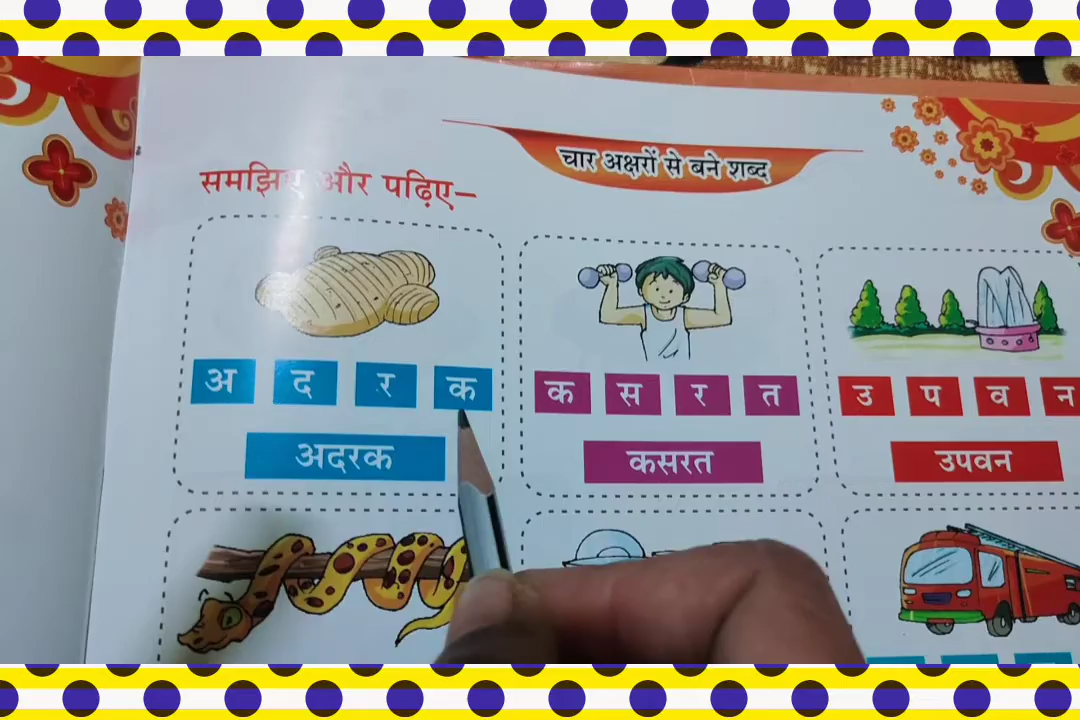 चार अक्षरों से बने शब्द
समझिए और पढ़िए–
अ द र क
अदरक
क स र त
कसरत
उ प व न
उपवन